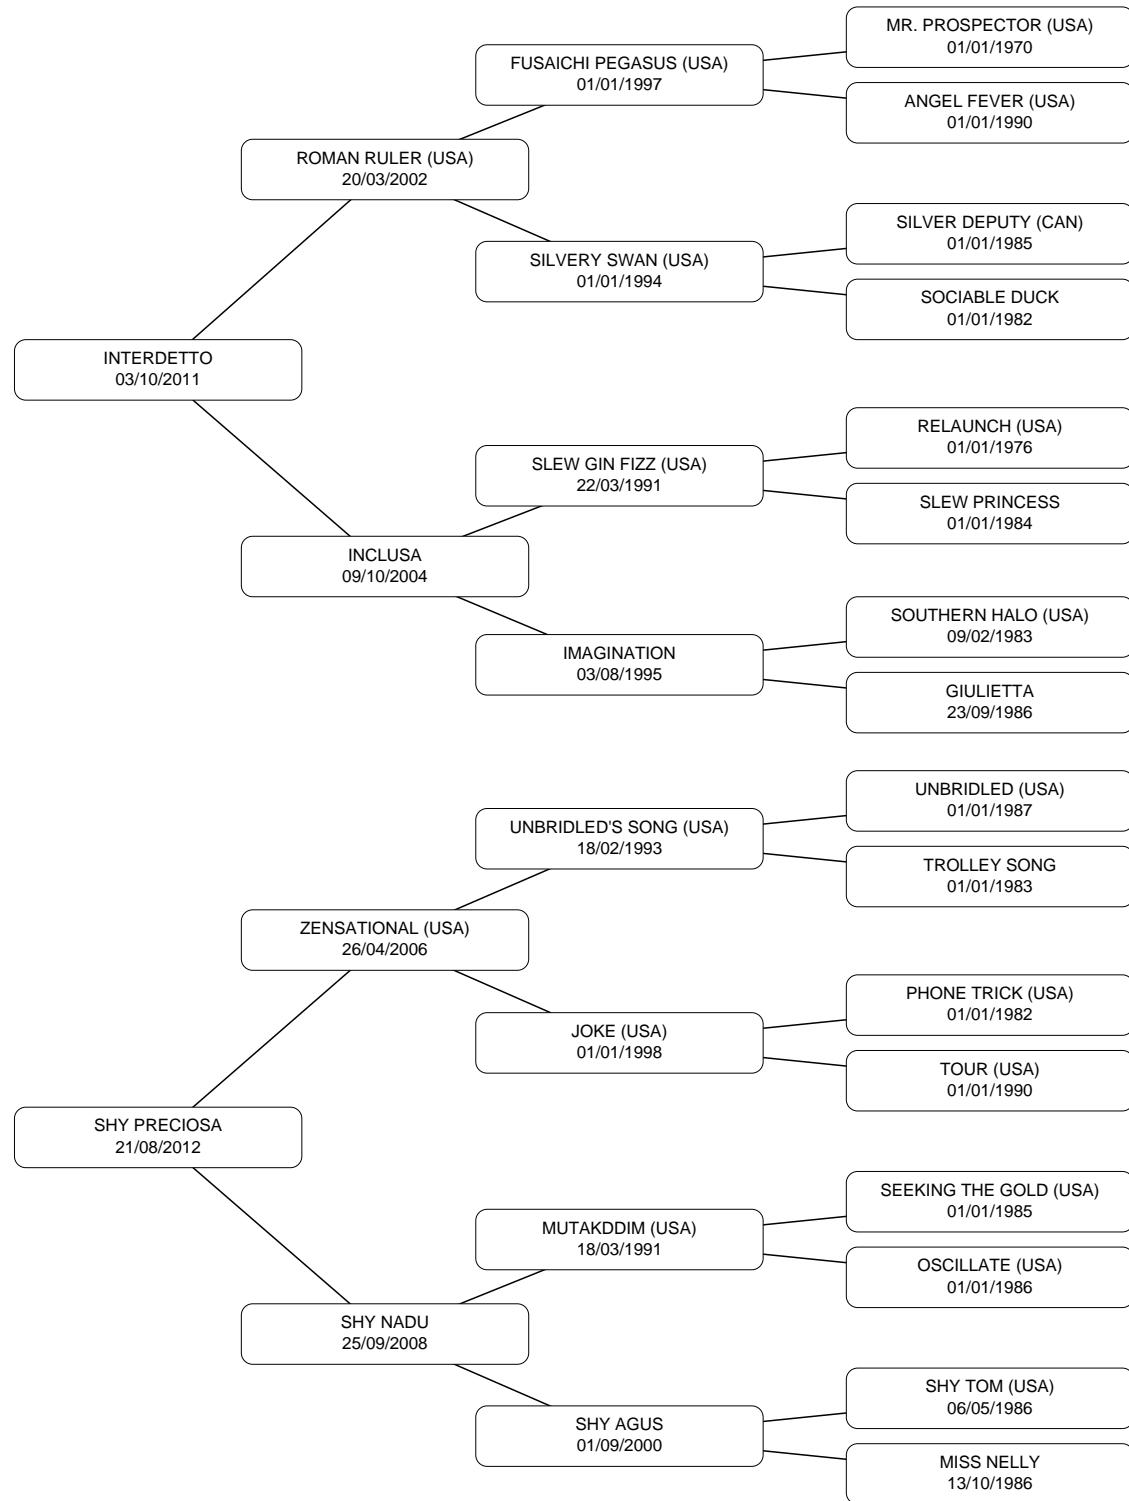 MR. PROSPECTOR (USA)
01/01/1970
FUSAICHI PEGASUS (USA)
01/01/1997
ANGEL FEVER (USA)
01/01/1990
ROMAN RULER (USA)
20/03/2002
SILVER DEPUTY (CAN)
01/01/1985
SILVERY SWAN (USA)
01/01/1994
SOCIABLE DUCK
01/01/1982
INTERDETTO
03/10/2011
RELAUNCH (USA)
01/01/1976
SLEW GIN FIZZ (USA)
22/03/1991
SLEW PRINCESS
01/01/1984
INCLUSA
09/10/2004
SOUTHERN HALO (USA)
09/02/1983
IMAGINATION
03/08/1995
GIULIETTA
23/09/1986
UNBRIDLED (USA)
01/01/1987
UNBRIDLED'S SONG (USA)
18/02/1993
TROLLEY SONG
01/01/1983
ZENSATIONAL (USA)
26/04/2006
PHONE TRICK (USA)
01/01/1982
JOKE (USA)
01/01/1998
TOUR (USA)
01/01/1990
SHY PRECIOSA
21/08/2012
SEEKING THE GOLD (USA)
01/01/1985
MUTAKDDIM (USA)
18/03/1991
OSCILLATE (USA)
01/01/1986
SHY NADU
25/09/2008
SHY TOM (USA)
06/05/1986
SHY AGUS
01/09/2000
MISS NELLY
13/10/1986